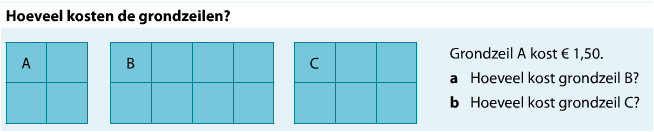 Hoeveel kosten de grondzeilen?
A
B
C
Grondzeil A kost € 1,50.
a Hoeveel kost grondzeil B?
b Hoeveel kost grondzeil C?